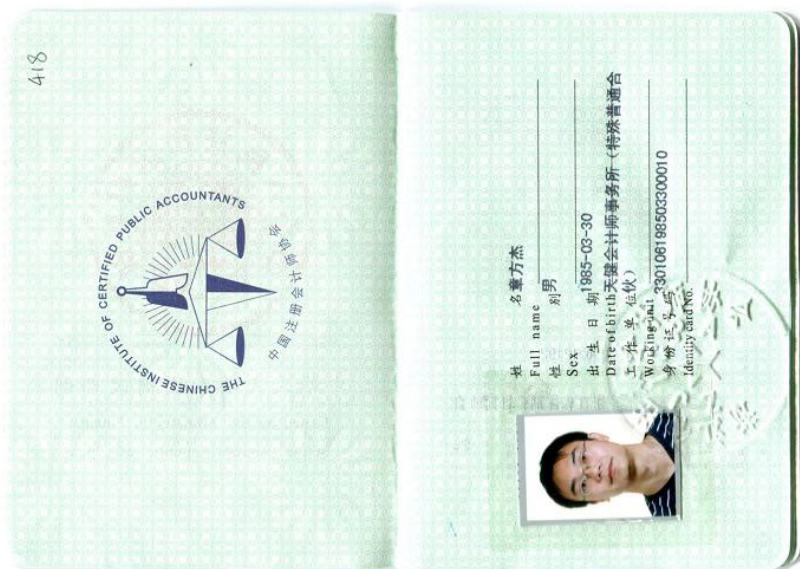 418
THE CHINESE INSTITUTE OF CERTIFIED PUBLIC ACCOUNTANTS
中国注册会计师协会
姓 名 章方杰
Full name
性 别 男
Sex
出 生 日 期 1985-03-30
Date of birth
工 作 单 位 天健会计师事务所（特殊普通合
伙）
Working unit
身 份 证 号 码 330106198503300010
Identity card No.